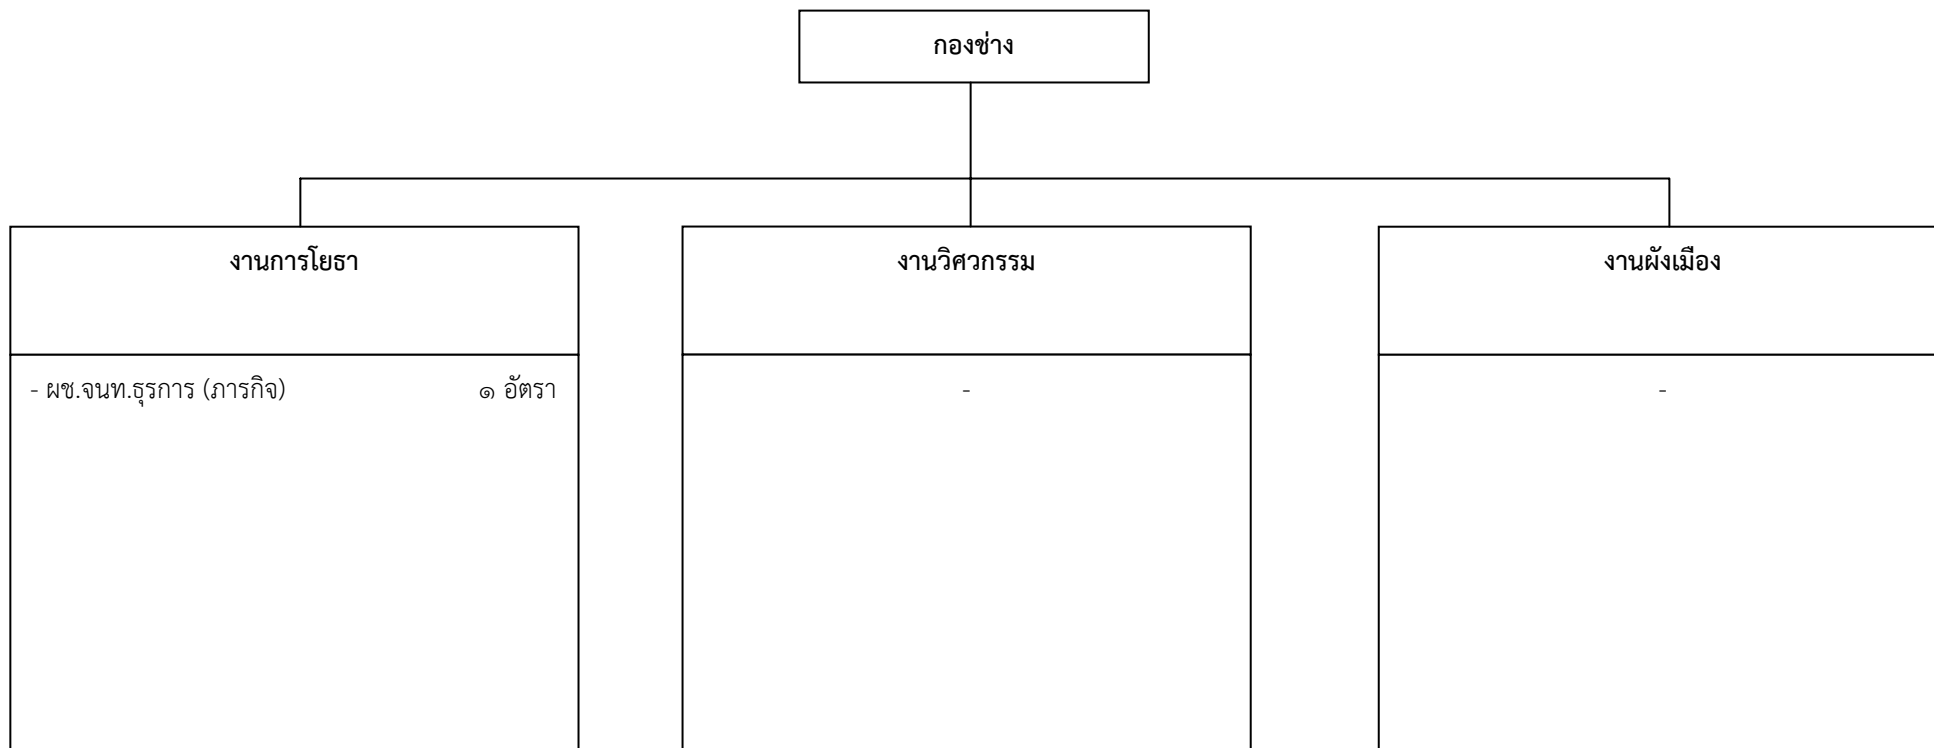 กองช่าง
งานการโยธา
งานวิศวกรรม
งานผังเมือง
- ผช.จนท.ธุรการ (ภารกิจ) ๑ อัตรา
-
-